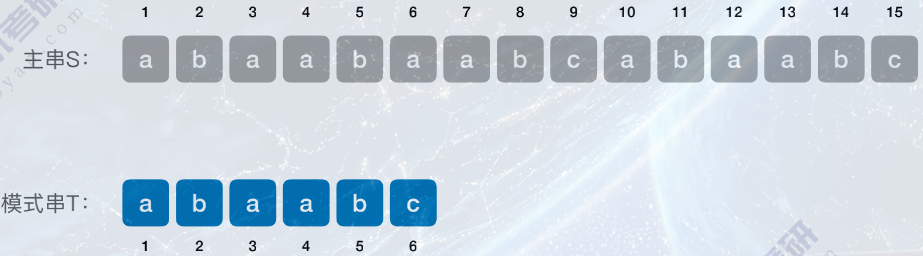 1 2 3 4 5 6 7 8 9 10 11 12 13 14 15
主串S: a b a a b a a b c a b a a b c
模式串T: a b a a b c
1 2 3 4 5 6